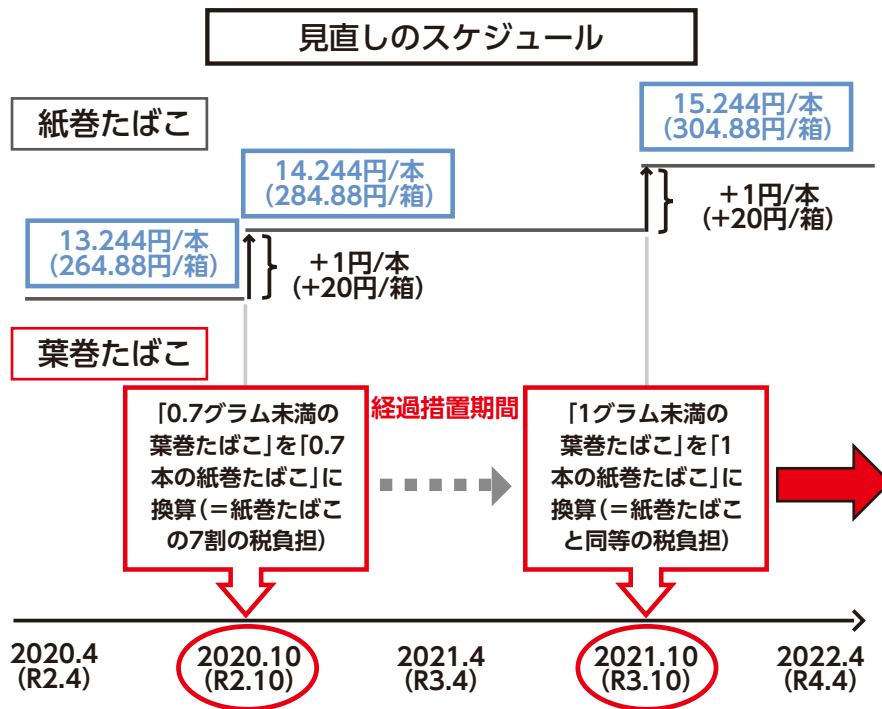 見直しのスケジュール
紙巻たばこ
15.244円/本
(304.88円/箱)
14.244円/本
(284.88円/箱)
+1円/本
(+20円/箱)
13.244円/本
(264.88円/箱)
+1円/本
(+20円/箱)
葉巻たばこ
「0.7グラム未満の
葉巻たばこ」を「0.7
本の紙巻たばこ」に
換算(=紙巻たばこ
の7割の税負担)
経過措置期間
「1グラム未満の
葉巻たばこ」を「1
本の紙巻たばこ」に
換算(=紙巻たばこ
と同等の税負担)
2020.4
(R2.4)
2020.10
(R2.10)
2021.4
(R3.4)
2021.10
(R3.10)
2022.4
(R4.4)